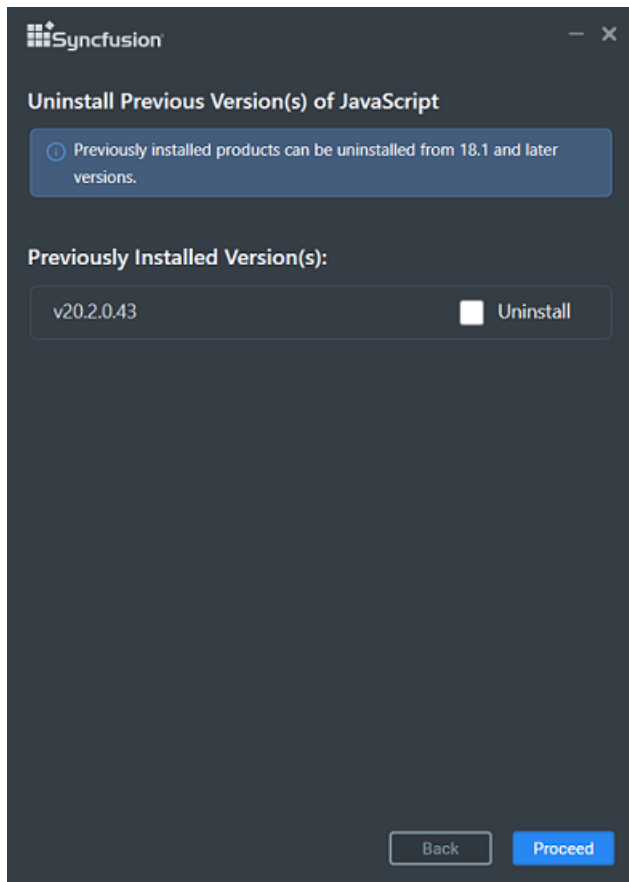 Syncfusion
Uninstall Previous Version(s) of JavaScript
Previously installed products can be uninstalled from 18.1 and later
versions.
Previously Installed Version(s):
v20.2.0.43 Uninstall
Back Proceed